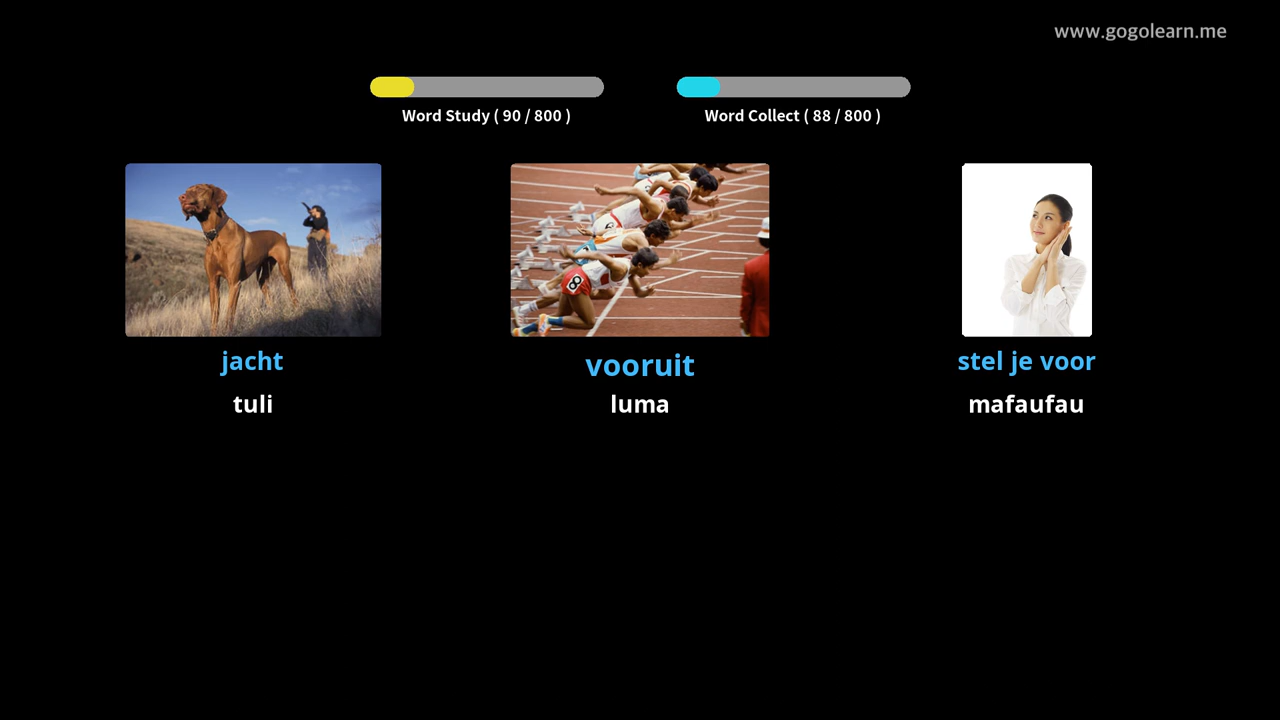 www.gogolearn.me
Word Study ( 90 / 800 )
Word Collect ( 88 / 800 )
jacht
tuli
vooruit
luma
stel je voor
mafaufau